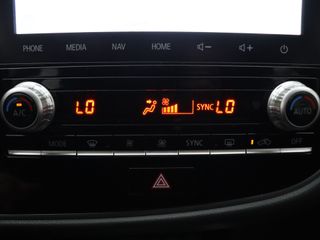 PHONE MEDIA NAV HOME
LO SYNC LO
A/C AUTO
MODE SYNC OFF